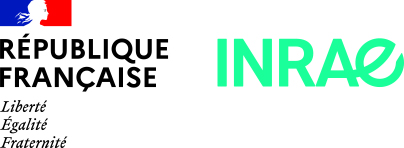 RÉPUBLIQUE
FRANÇAISE
Liberté
Égalité
Fraternité
INRAE